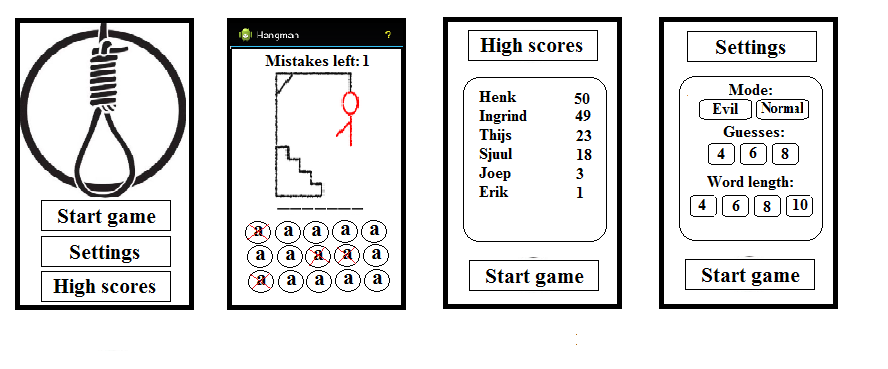 Start game
Settings
High scores
Hangman ?
Mistakes left: 1
a a a a a
a a a a a
a a a a a
High scores
Henk 50
Ingrind 49
Thijs 23
Sjuul 18
Joep 3
Erik 1
Start game
Settings
Mode:
Evil Normal
Guesses:
4 6 8
Word length:
4 6 8 10
Start game